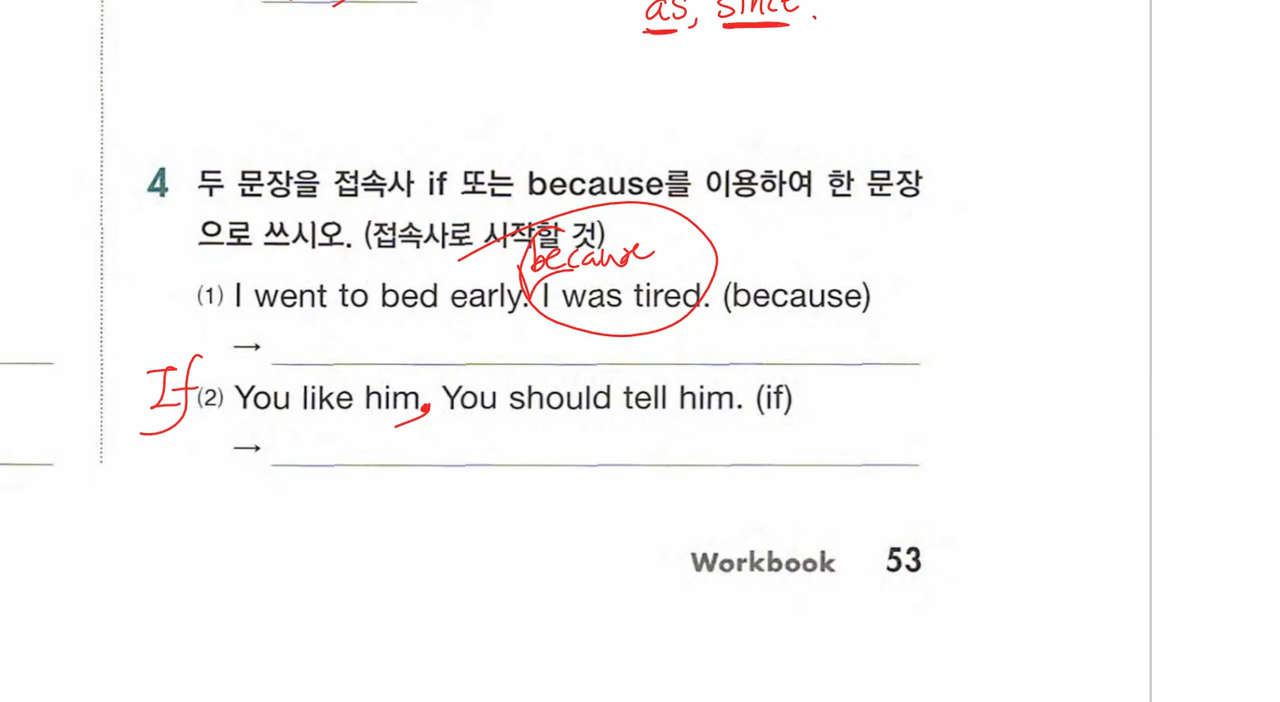 as, since.
4 두 문장을 접속사 if 또는 because를 이용하여 한 문장
으로 쓰시오. (접속사로 시작할 것)
because
(1) I went to bed early. I was tired. (because)
→
If (2) You like him, You should tell him. (if)
→
Workbook 53